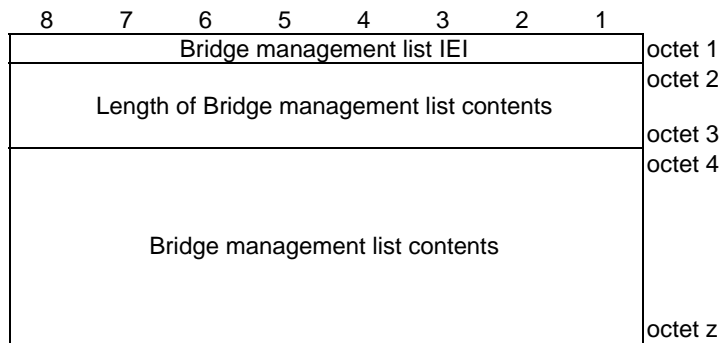 8 7 6 5 4 3 2 1
Bridge management list IEI octet 1
octet 2
Length of Bridge management list contents
octet 3
octet 4
Bridge management list contents
octet z